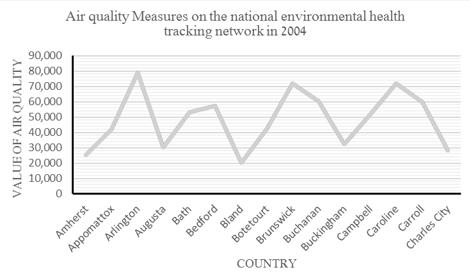 Air quality Measures on the national environmental health
tracking network in 2004
VALUE OF AIR QUALITY
90,000
80,000
70,000
60,000
50,000
40,000
30,000
20,000
10,000
0
Amherst
Appomattox
Arlington
Augusta
Bath
Bedford
Bland
Botetourt
Brunswick
Buchanan
Buckingham
Campbell
Caroline
Carroll
Charles City
COUNTRY